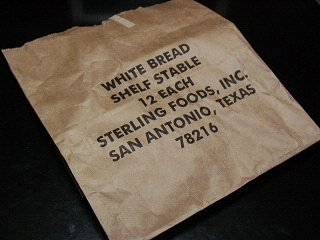 WHITE BREAD
SHELF STABLE
12 EACH
STERLING FOODS, INC.
SAN ANTONIO, TEXAS
78216